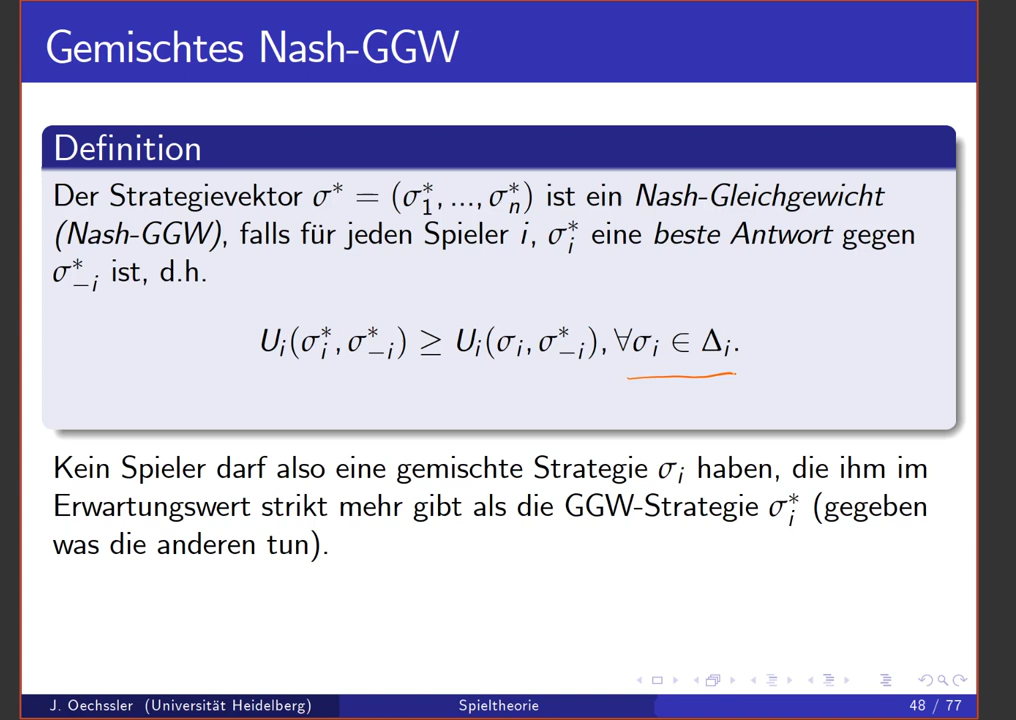 Gemischtes Nash-GGW
Definition
Der Strategievektor σ* = (σ₁*, ..., σₙ*) ist ein Nash-Gleichgewicht
(Nash-GGW), falls für jeden Spieler i, σᵢ* eine beste Antwort gegen
σ₋ᵢ* ist, d.h.
Uᵢ(σᵢ*, σ₋ᵢ*) ≥ Uᵢ(σᵢ, σ₋ᵢ*), ∀σᵢ ∈ Δᵢ.
Kein Spieler darf also eine gemischte Strategie σᵢ haben, die ihm im
Erwartungswert strikt mehr gibt als die GGW-Strategie σᵢ* (gegeben
was die anderen tun).
J. Oechssler (Universität Heidelberg) Spieltheorie 48 / 77